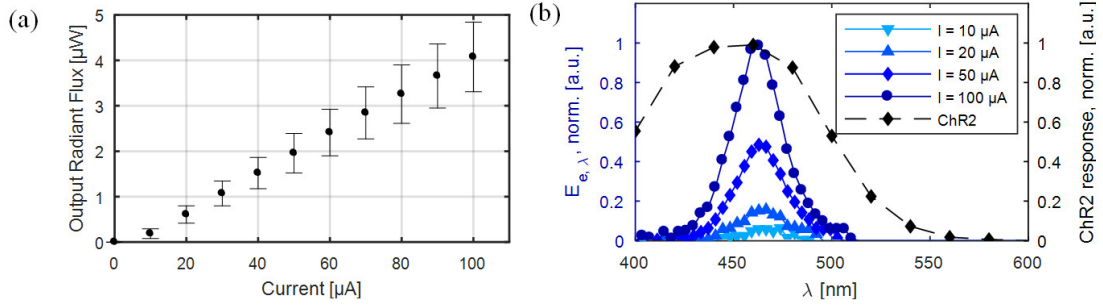 (a)
Output Radiant Flux [µW]
5
4
3
2
1
0
0 20 40 60 80 100
Current [µA]
(b)
E e, λ, norm. [a.u.]
1
0.8
0.6
0.4
0.2
0
400 450 500 550 600
λ [nm]
I = 10 µA
I = 20 µA
I = 50 µA
I = 100 µA
ChR2
1
0.8
0.6
0.4
0.2
0
ChR2 response, norm. [a.u.]